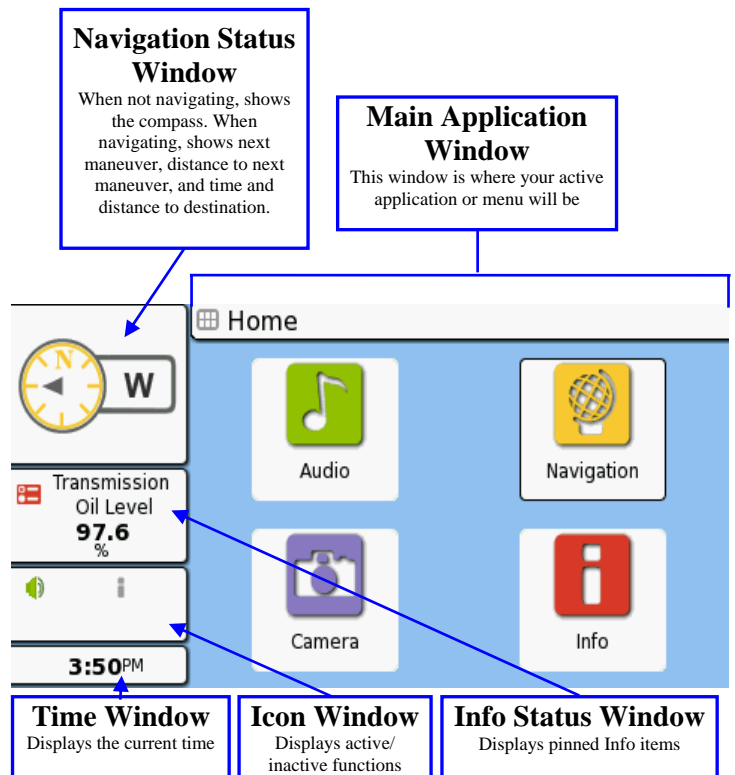 Navigation Status
Window
When not navigating, shows
the compass. When
navigating, shows next
maneuver, distance to next
maneuver, and time and
distance to destination.
Main Application
Window
This window is where your active
application or menu will be
Home
N
W
Audio
Navigation
Transmission
Oil Level
97.6
%
Camera
Info
3:50PM
Time Window
Displays the current time
Icon Window
Displays active/
inactive functions
Info Status Window
Displays pinned Info items